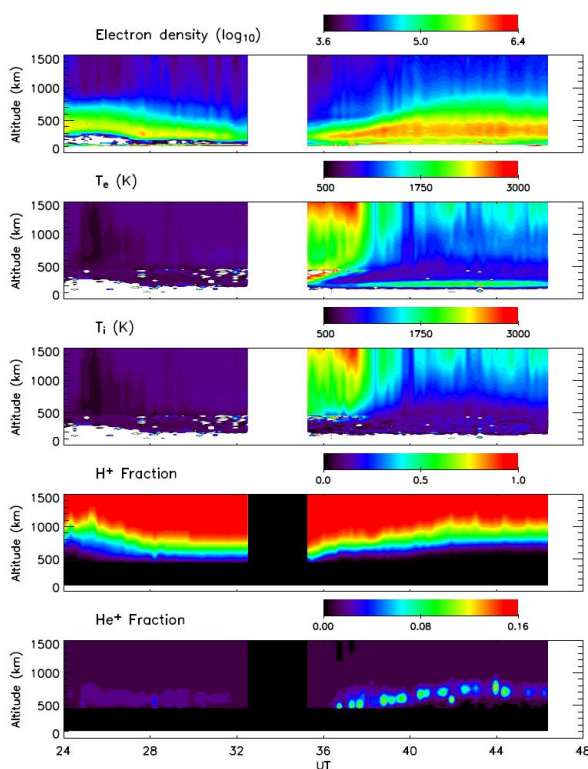 Electron density (log10)
3.6 5.0 6.4
Altitude (km)
1500
1000
500
0
Te (K)
500 1750 3000
Altitude (km)
1500
1000
500
0
Ti (K)
500 1750 3000
Altitude (km)
1500
1000
500
0
H+ Fraction
0.0 0.5 1.0
Altitude (km)
1500
1000
500
0
He+ Fraction
0.00 0.08 0.16
Altitude (km)
1500
1000
500
0
24 28 32 36 40 44 48
UT